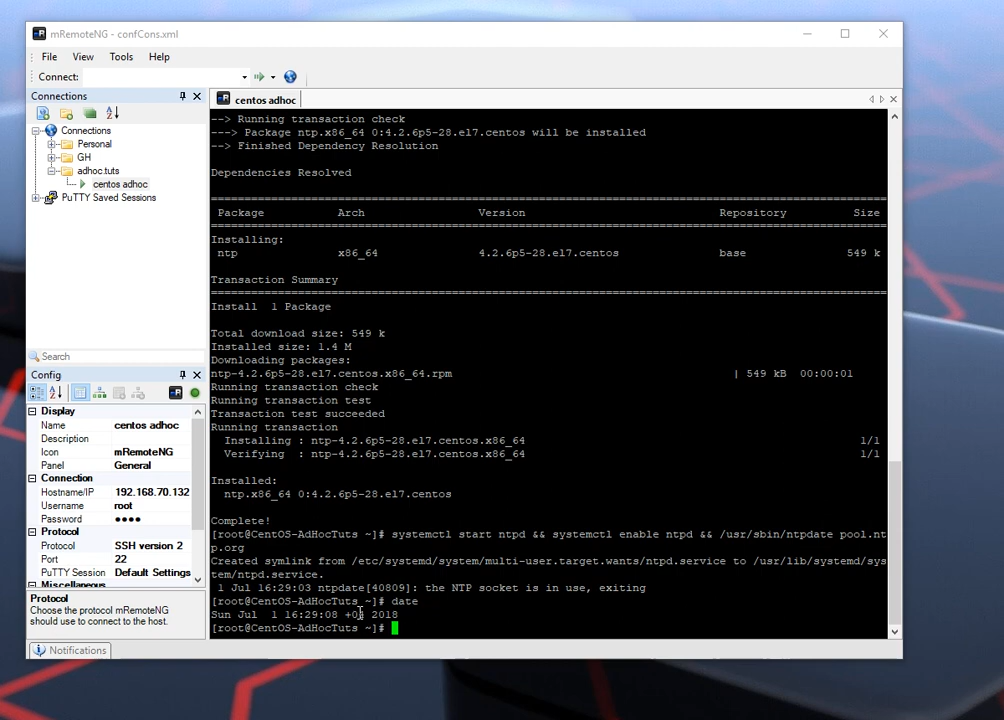 mRemoteNG - confCons.xml
File View Tools Help
Connect:
Connections
Connections
Personal
GH
adhoc.tuts
centos adhoc
PuTTY Saved Sessions
Search
Config
Display
Name centos adhoc
Description
Icon mRemoteNG
Panel General
Connection
Hostname/IP 192.168.70.132
Username root
Password ••••
Protocol
Protocol SSH version 2
Port 22
PuTTY Session Default Settings
Miscellaneous
Protocol
Choose the protocol mRemoteNG
should use to connect to the host.
Notifications
centos adhoc
--> Running transaction check
---> Package ntp.x86_64 0:4.2.6p5-28.el7.centos will be installed
--> Finished Dependency Resolution
Dependencies Resolved
================================================================================
Package Arch Version Repository Size
================================================================================
Installing:
ntp x86_64 4.2.6p5-28.el7.centos base 549 k
Transaction Summary
================================================================================
Install 1 Package
Total download size: 549 k
Installed size: 1.4 M
Downloading packages:
ntp-4.2.6p5-28.el7.centos.x86_64.rpm | 549 kB 00:00:01
Running transaction check
Running transaction test
Transaction test succeeded
Running transaction
Installing : ntp-4.2.6p5-28.el7.centos.x86_64 1/1
Verifying : ntp-4.2.6p5-28.el7.centos.x86_64 1/1
Installed:
ntp.x86_64 0:4.2.6p5-28.el7.centos
Complete!
[root@CentOS-AdHocTuts ~]# systemctl start ntpd && systemctl enable ntpd && /usr/sbin/ntpdate pool.nt
p.org
Created symlink from /etc/systemd/system/multi-user.target.wants/ntpd.service to /usr/lib/systemd/sys
tem/ntpd.service.
1 Jul 16:29:03 ntpdate[40809]: the NTP socket is in use, exiting
[root@CentOS-AdHocTuts ~]# date
Sun Jul 1 16:29:08 2018
[root@CentOS-AdHocTuts ~]#